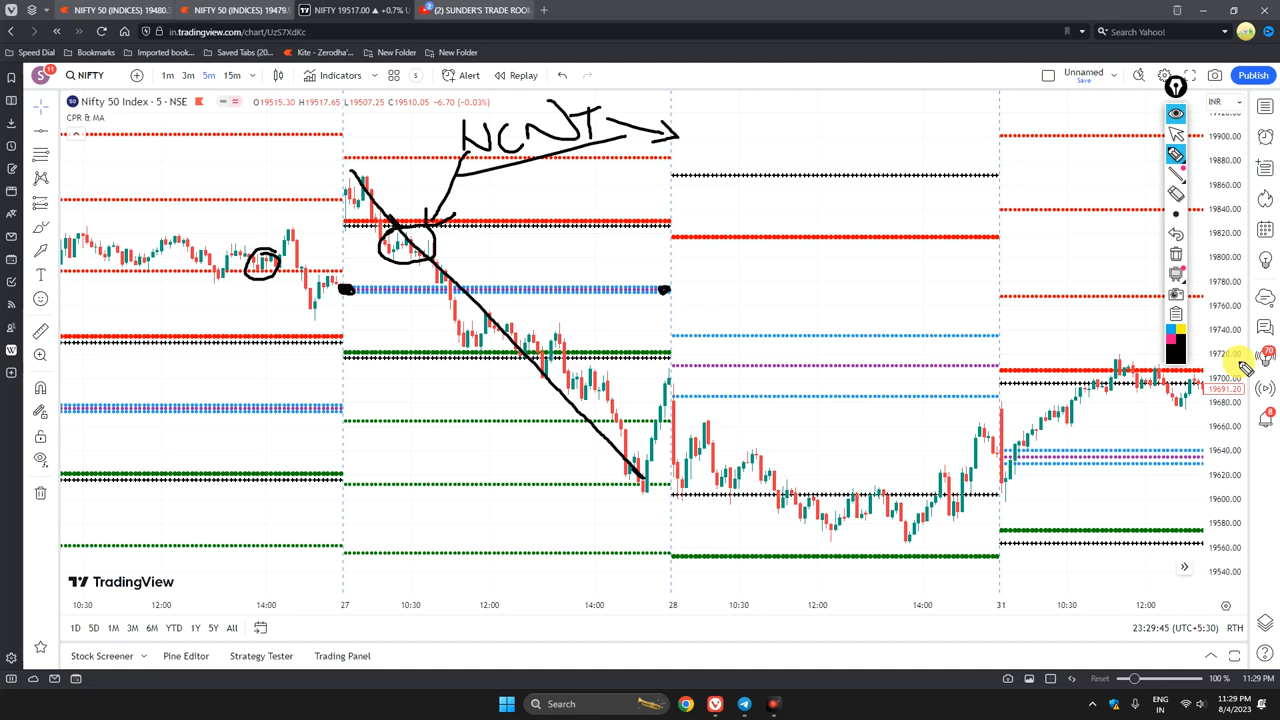 NIFTY 50 (INDICES) 19480.
NIFTY 50 (INDICES) 19479.
NIFTY 19517.00 ▲ +0.7% U
(2) SUNDER'S TRADE ROOM
in.tradingview.com/chart/UzS7XdKc
Search Yahoo!
Speed Dial
Bookmarks
Imported book...
Saved Tabs (20...
Kite - Zerodha'...
New Folder
New Folder
S 11
NIFTY
1m 3m 5m 15m
Indicators
Alert
Replay
Unnamed
Save
Publish
Nifty 50 Index · 5 · NSE
O19515.30 H19517.65 L19507.25 C19510.05 −6.70 (−0.03%)
INR
CPR & MA
NCNT
19900.00
19880.00
19860.00
19840.00
19820.00
19800.00
19780.00
19760.00
19740.00
19720.00
19700.00
19691.20
19680.00
19660.00
19640.00
19620.00
19600.00
19580.00
19560.00
19540.00
70
8
TradingView
10:30 12:00 14:00 27 10:30 12:00 14:00 28 10:30 12:00 14:00 31 10:30 12:00
1D 5D 1M 3M 6M YTD 1Y 5Y All
23:29:45 (UTC+5:30) RTH
Stock Screener
Pine Editor
Strategy Tester
Trading Panel
Reset
100 %
Search
ENG
IN
11:29 PM
8/4/2023